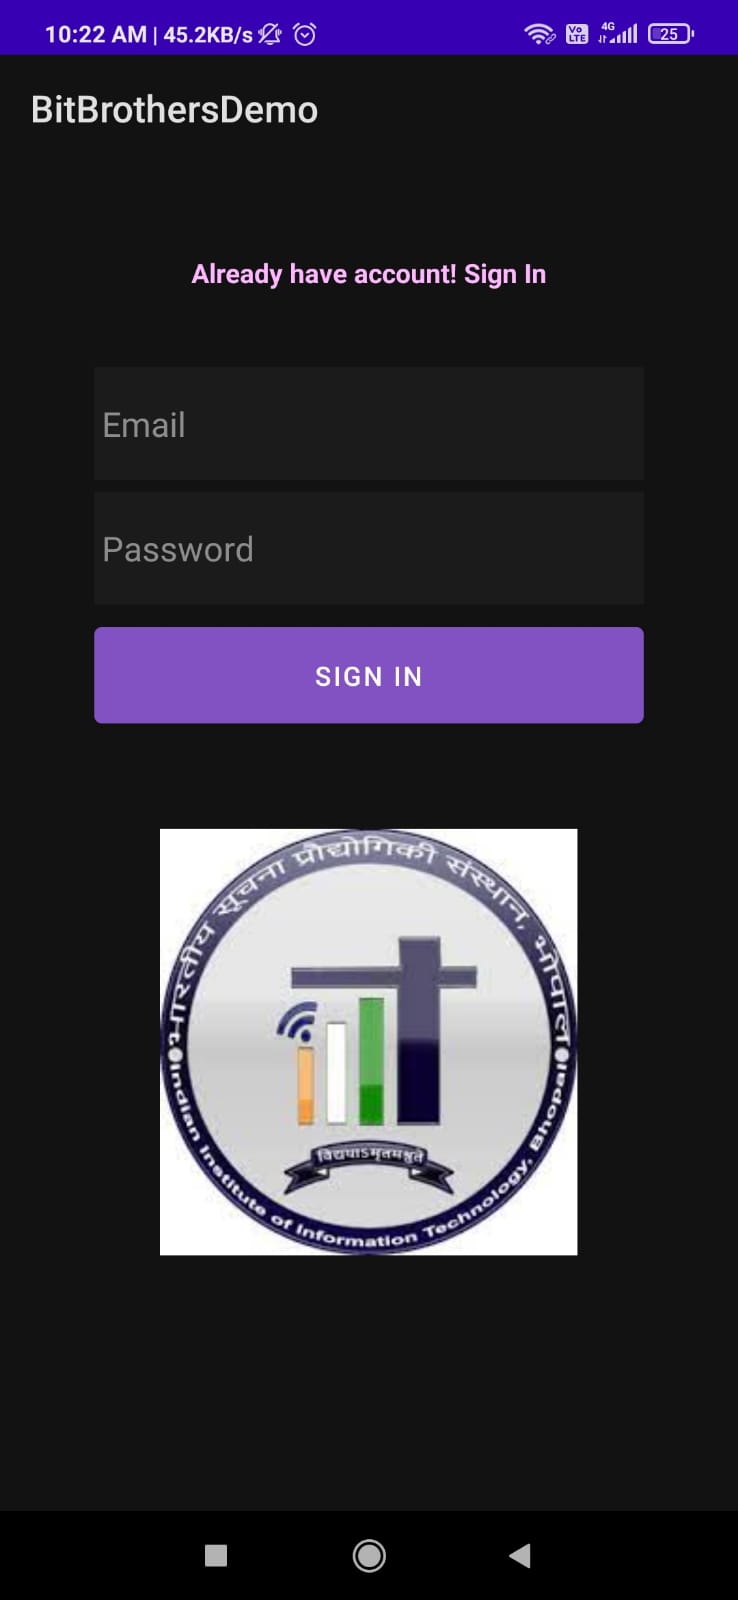 10:22 AM | 45.2KB/s
Vo LTE
4G
25
BitBrothersDemo
Already have account! Sign In
Email
Password
SIGN IN
भारतीय सूचना प्रौद्योगिकी संस्थान, भोपाल
विद्ययाऽमृतमश्नुते
Indian Institute of Information Technology, Bhopal